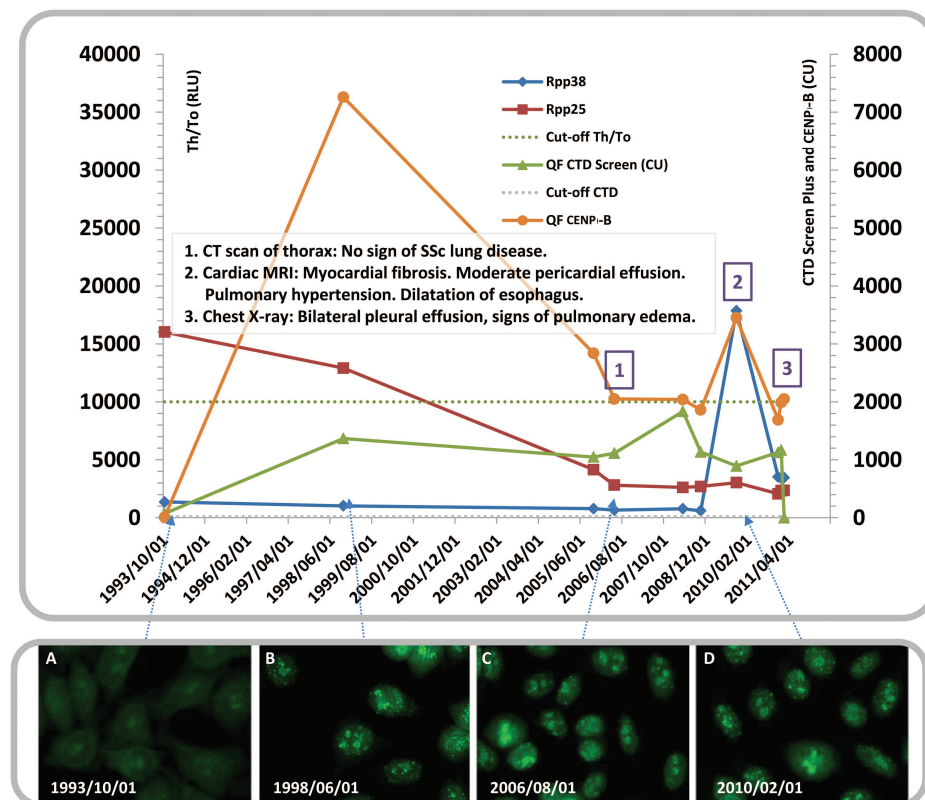 40000
35000
30000
25000
20000
15000
10000
5000
0
Th/To (RLU)
8000
7000
6000
5000
4000
3000
2000
1000
0
CTD Screen Plus and CENP-B (CU)
Rpp38
Rpp25
Cut-off Th/To
QF CTD Screen (CU)
Cut-off CTD
QF CENP-B
1. CT scan of thorax: No sign of SSc lung disease.
2. Cardiac MRI: Myocardial fibrosis. Moderate pericardial effusion.
Pulmonary hypertension. Dilatation of esophagus.
3. Chest X-ray: Bilateral pleural effusion, signs of pulmonary edema.
1
2
3
1993/10/01
1994/12/01
1996/02/01
1997/04/01
1998/06/01
1999/08/01
2000/10/01
2001/12/01
2003/02/01
2004/04/01
2005/06/01
2006/08/01
2007/10/01
2008/12/01
2010/02/01
2011/04/01
A
1993/10/01
B
1998/06/01
C
2006/08/01
D
2010/02/01